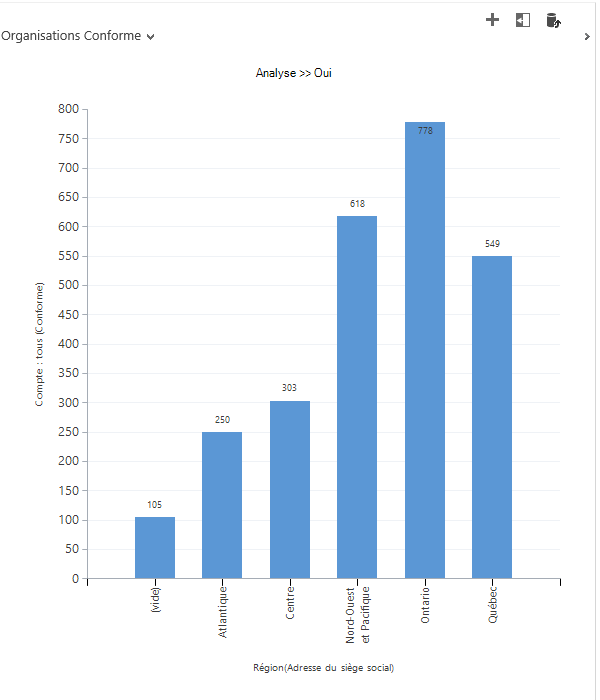 Organisations Conforme
Analyse >> Oui
Compte : tous (Conforme)
800
750
700
650
600
550
500
450
400
350
300
250
200
150
100
50
0
105
250
303
618
778
549
(vide)
Atlantique
Centre
Nord-Ouest
et Pacifique
Ontario
Québec
Région(Adresse du siège social)